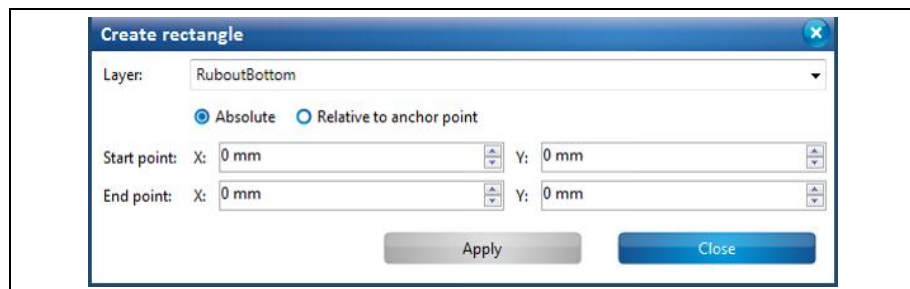 Create rectangle
Layer: RuboutBottom
Absolute Relative to anchor point
Start point: X: 0 mm Y: 0 mm
End point: X: 0 mm Y: 0 mm
Apply Close